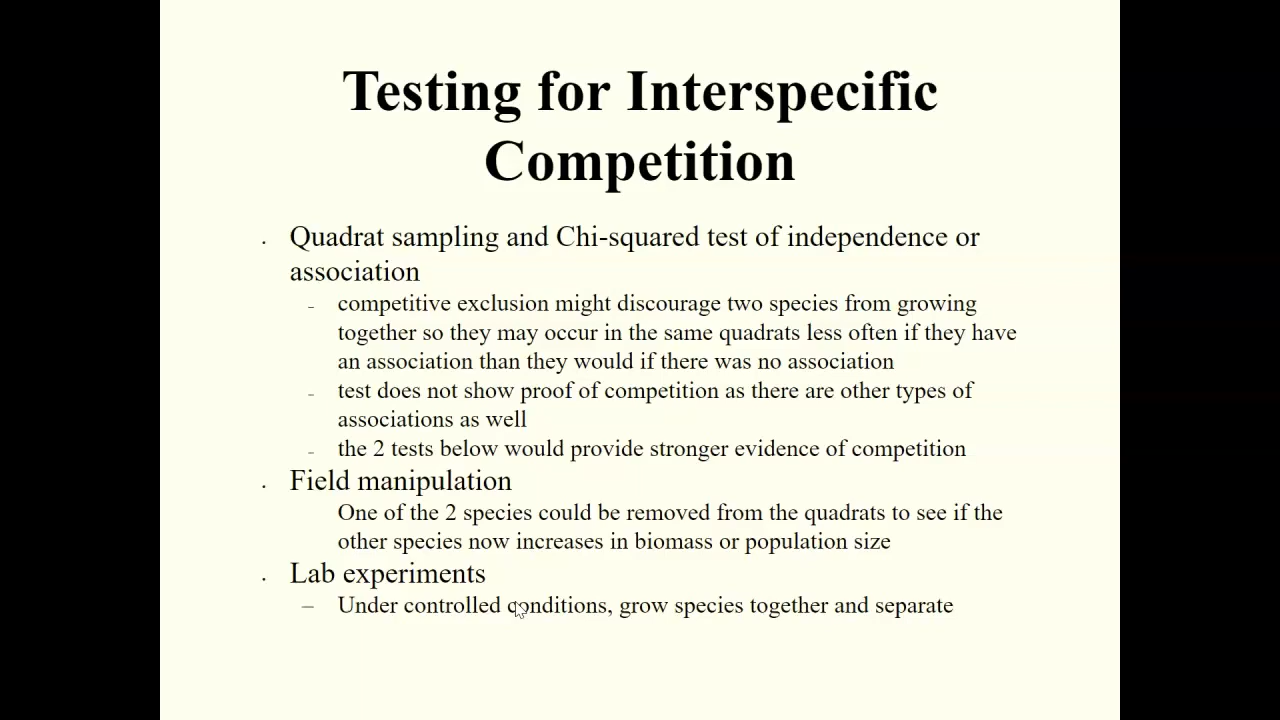 Testing for Interspecific
Competition
. Quadrat sampling and Chi-squared test of independence or
association
- competitive exclusion might discourage two species from growing
together so they may occur in the same quadrats less often if they have
an association than they would if there was no association
- test does not show proof of competition as there are other types of
associations as well
- the 2 tests below would provide stronger evidence of competition
. Field manipulation
One of the 2 species could be removed from the quadrats to see if the
other species now increases in biomass or population size
. Lab experiments
– Under controlled conditions, grow species together and separate